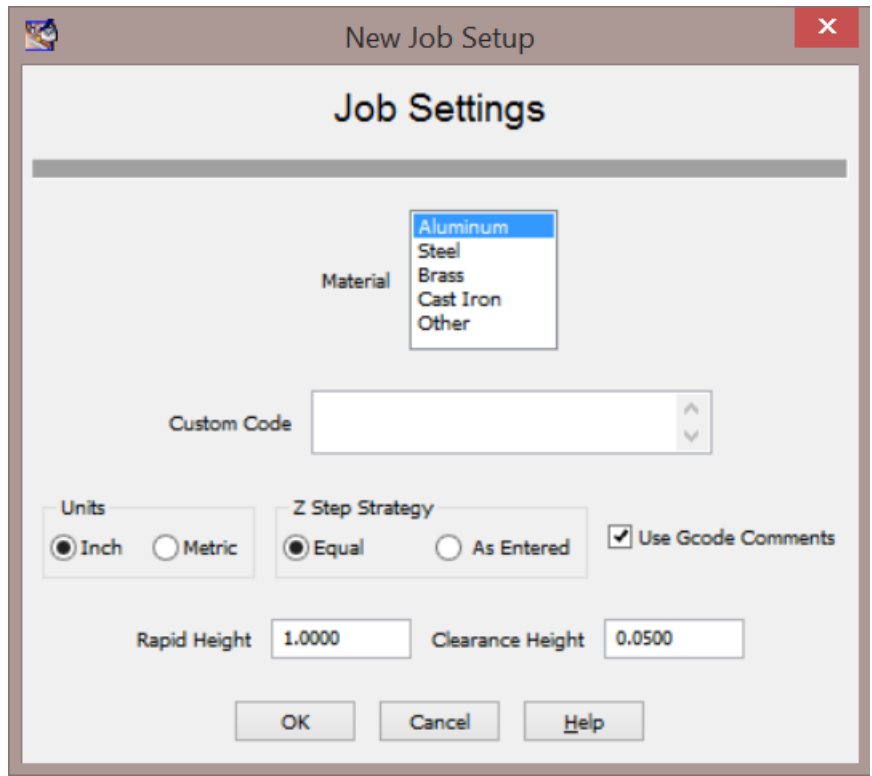 New Job Setup
Job Settings
Material
Aluminum
Steel
Brass
Cast Iron
Other
Custom Code
Units
Inch Metric
Z Step Strategy
Equal As Entered
Use Gcode Comments
Rapid Height 1.0000 Clearance Height 0.0500
OK Cancel Help